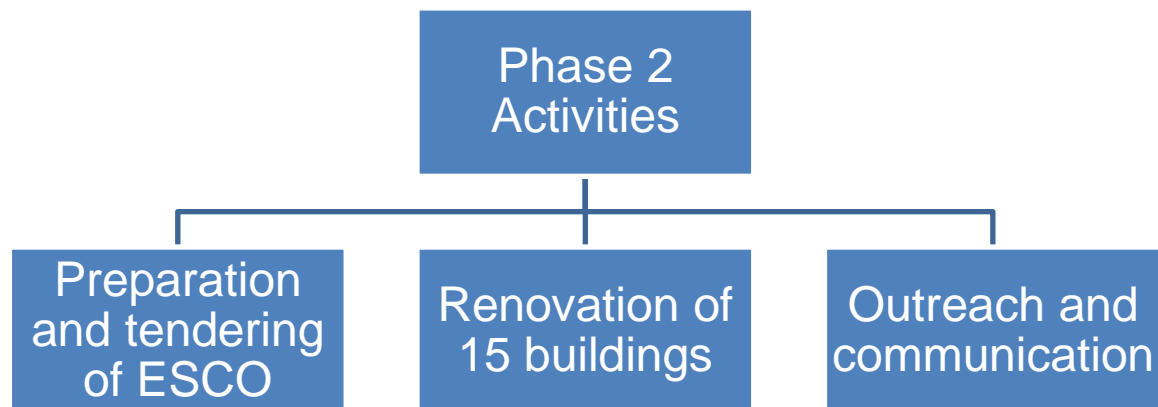 Phase 2
Activities
Preparation
and tendering
of ESCO
Renovation of
15 buildings
Outreach and
communication